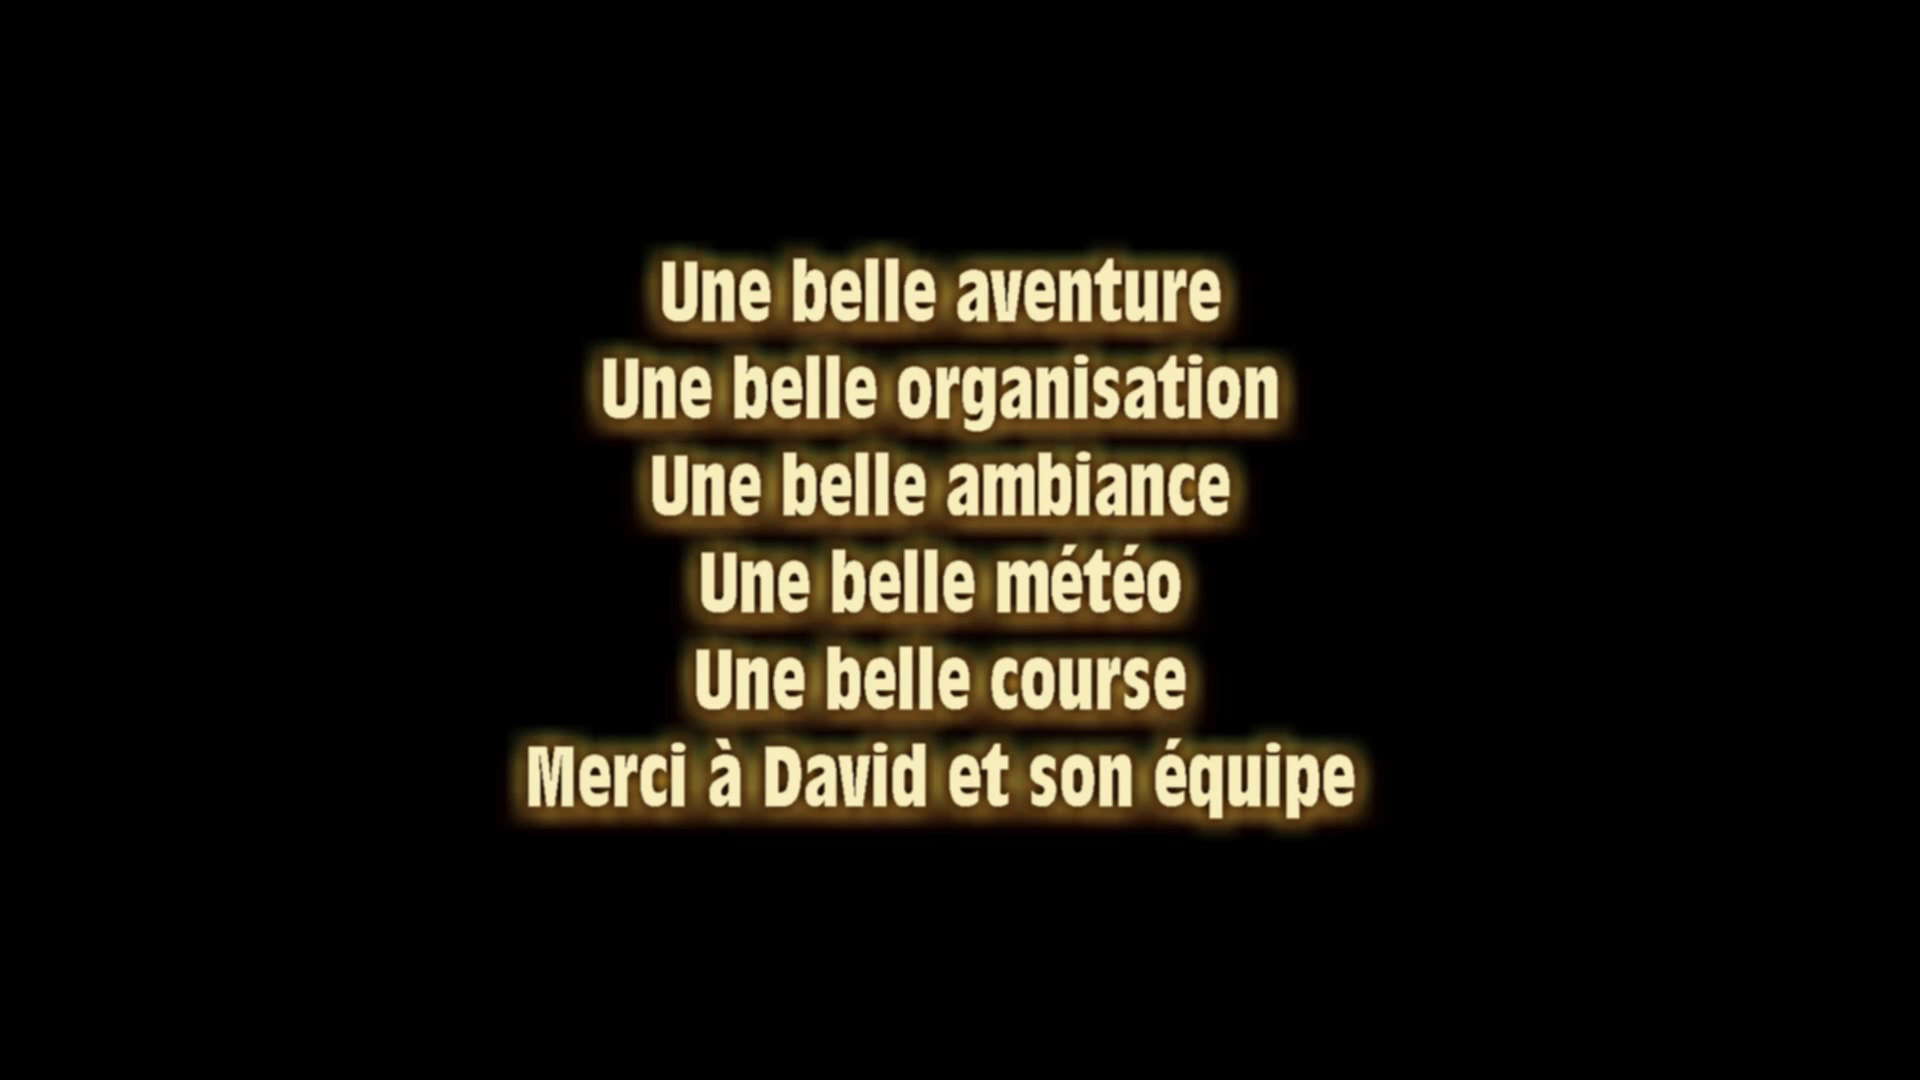 Une belle aventure
Une belle organisation
Une belle ambiance
Une belle météo
Une belle course
Merci à David et son équipe